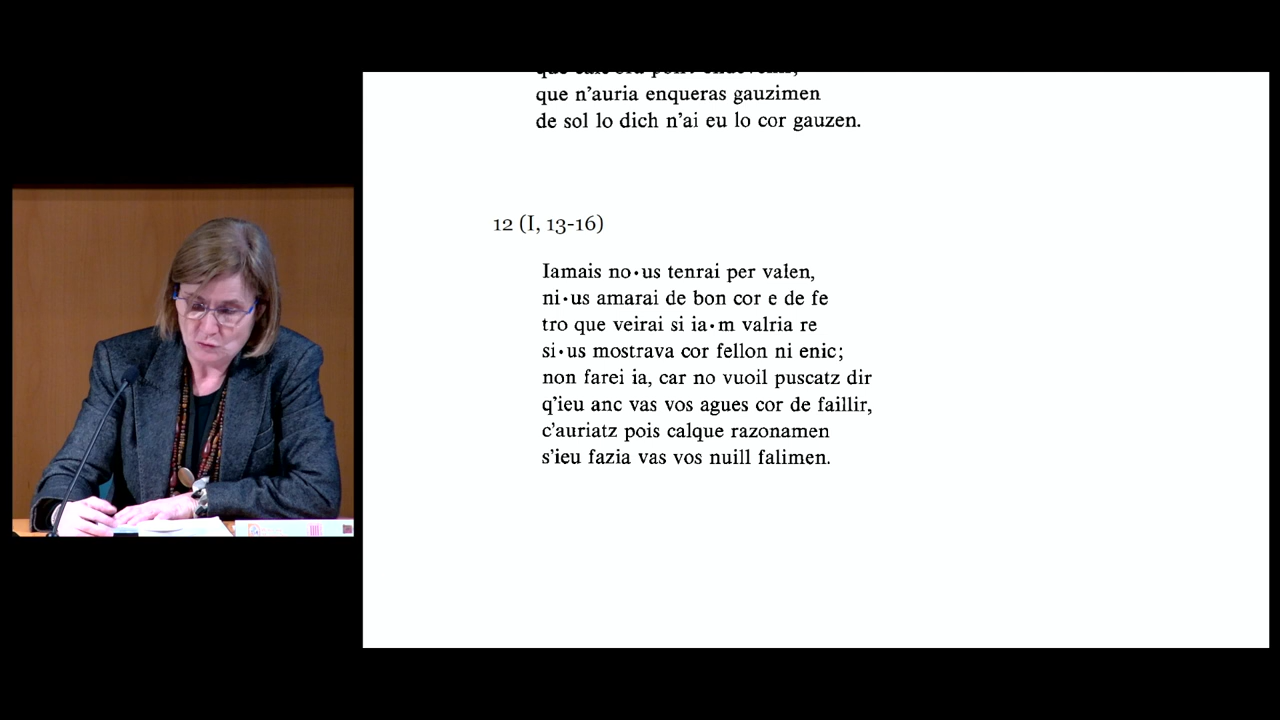 que n'auria enqueras gauzimen
de sol lo dich n'ai eu lo cor gauzen.
12 (I, 13-16)
Iamais no·us tenrai per valen,
ni·us amarai de bon cor e de fe
tro que veirai si ia·m valria re
si·us mostrava cor fellon ni enic;
non farei ia, car no vuoil puscatz dir
q'ieu anc vas vos agues cor de faillir,
c'auriatz pois calque razonamen
s'ieu fazia vas vos nuill falimen.